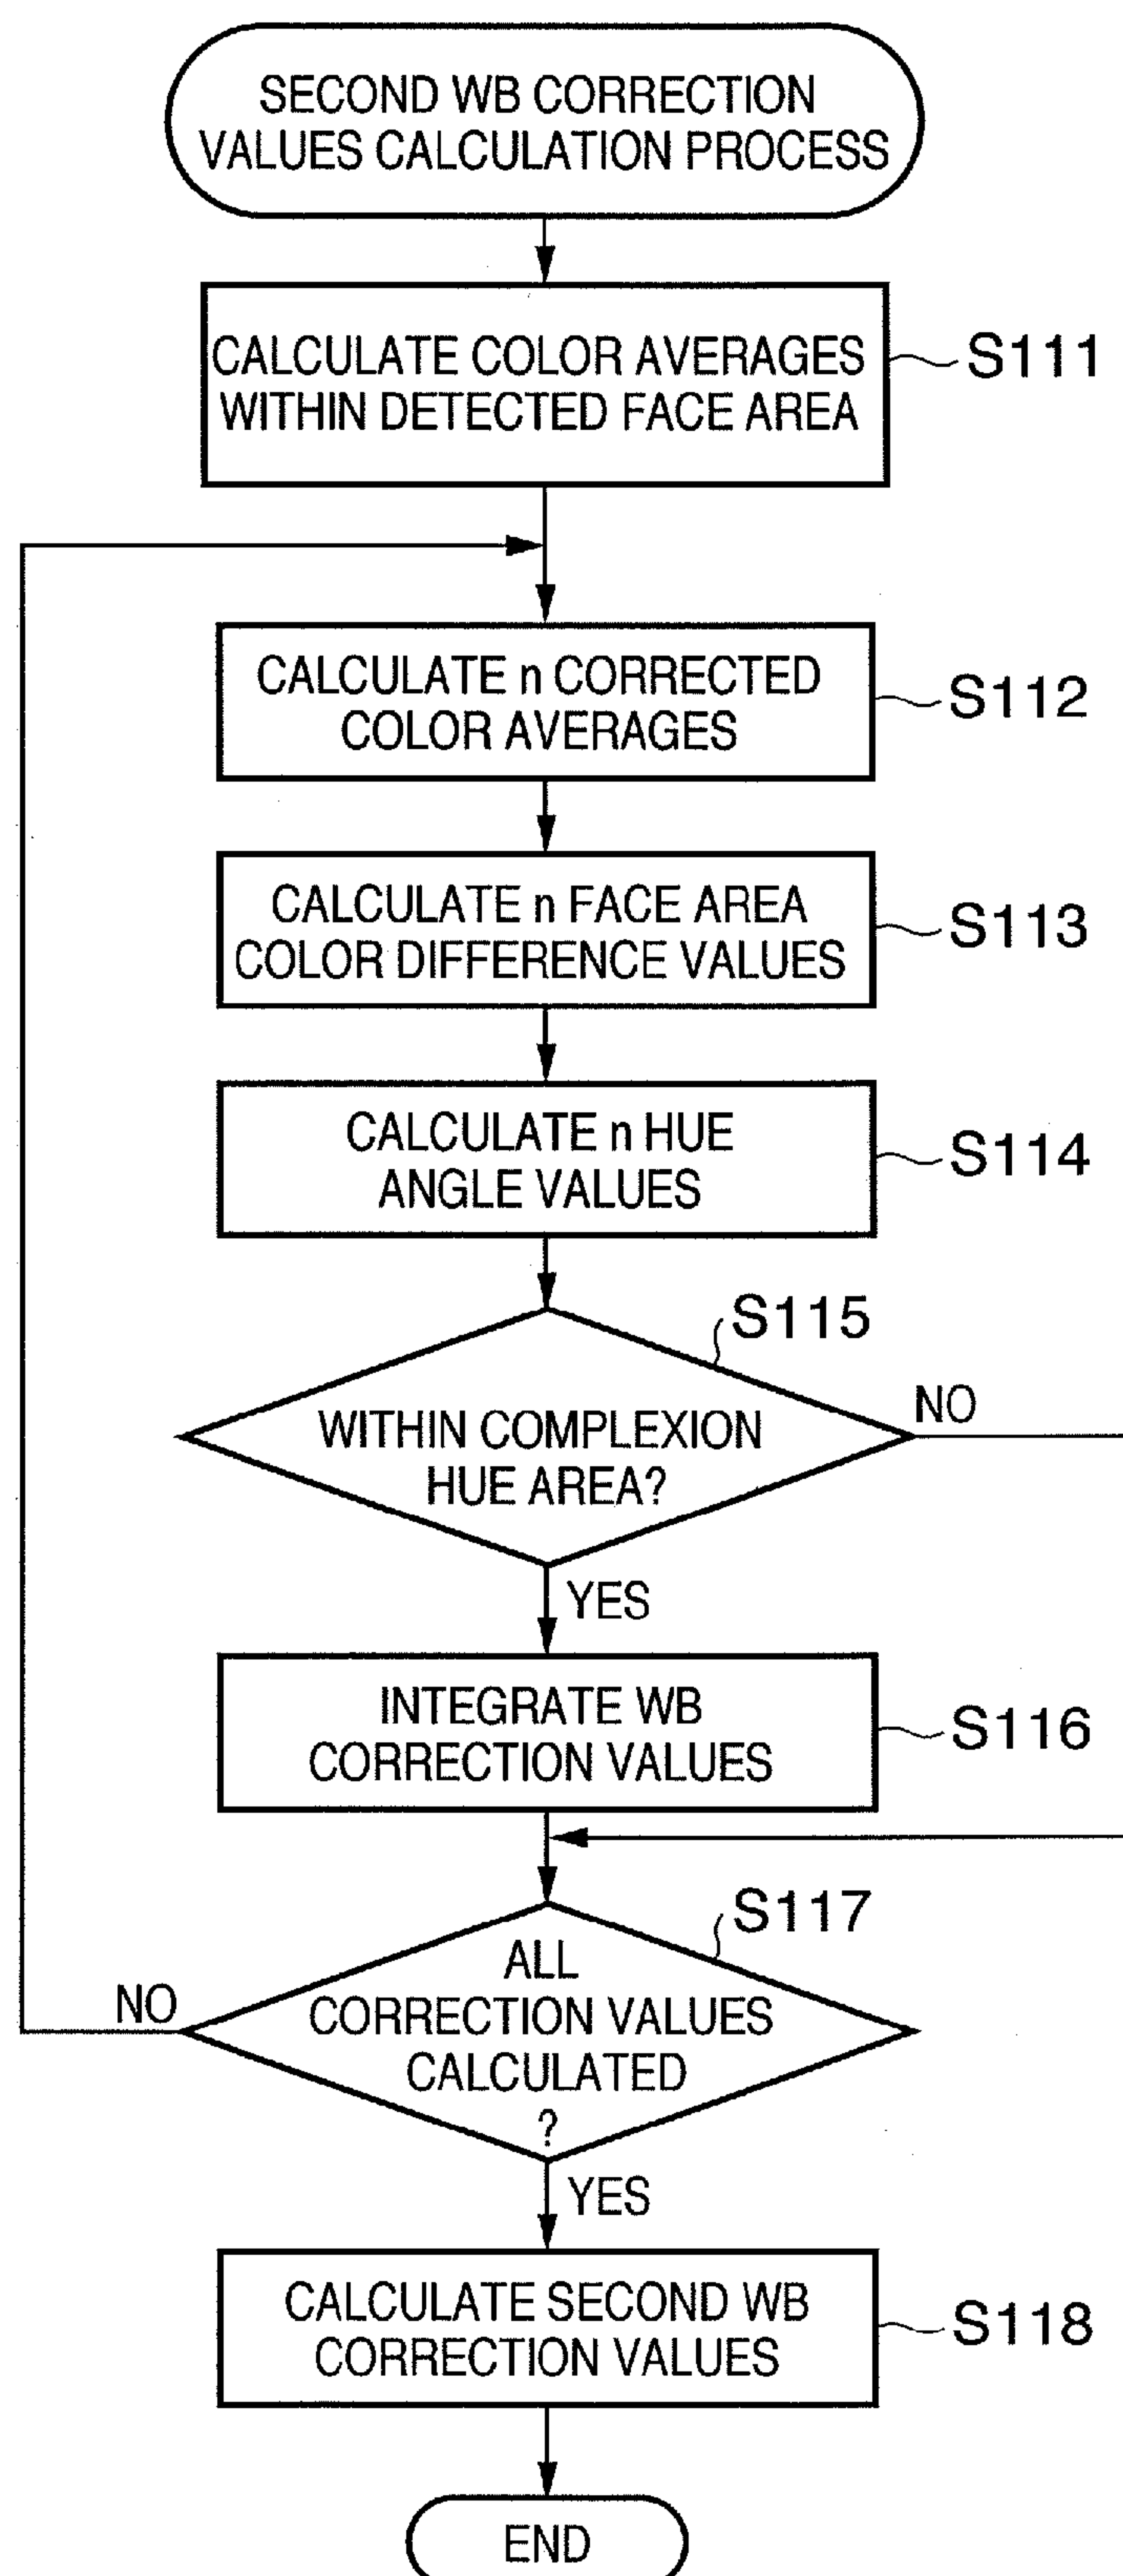 SECOND WB CORRECTION
VALUES CALCULATION PROCESS
CALCULATE COLOR AVERAGES
WITHIN DETECTED FACE AREA
S111
CALCULATE n CORRECTED
COLOR AVERAGES
S112
CALCULATE n FACE AREA
COLOR DIFFERENCE VALUES
S113
CALCULATE n HUE
ANGLE VALUES
S114
S115
WITHIN COMPLEXION
HUE AREA?
NO
YES
INTEGRATE WB
CORRECTION VALUES
S116
S117
ALL
CORRECTION VALUES
CALCULATED
?
NO
YES
CALCULATE SECOND WB
CORRECTION VALUES
S118
END